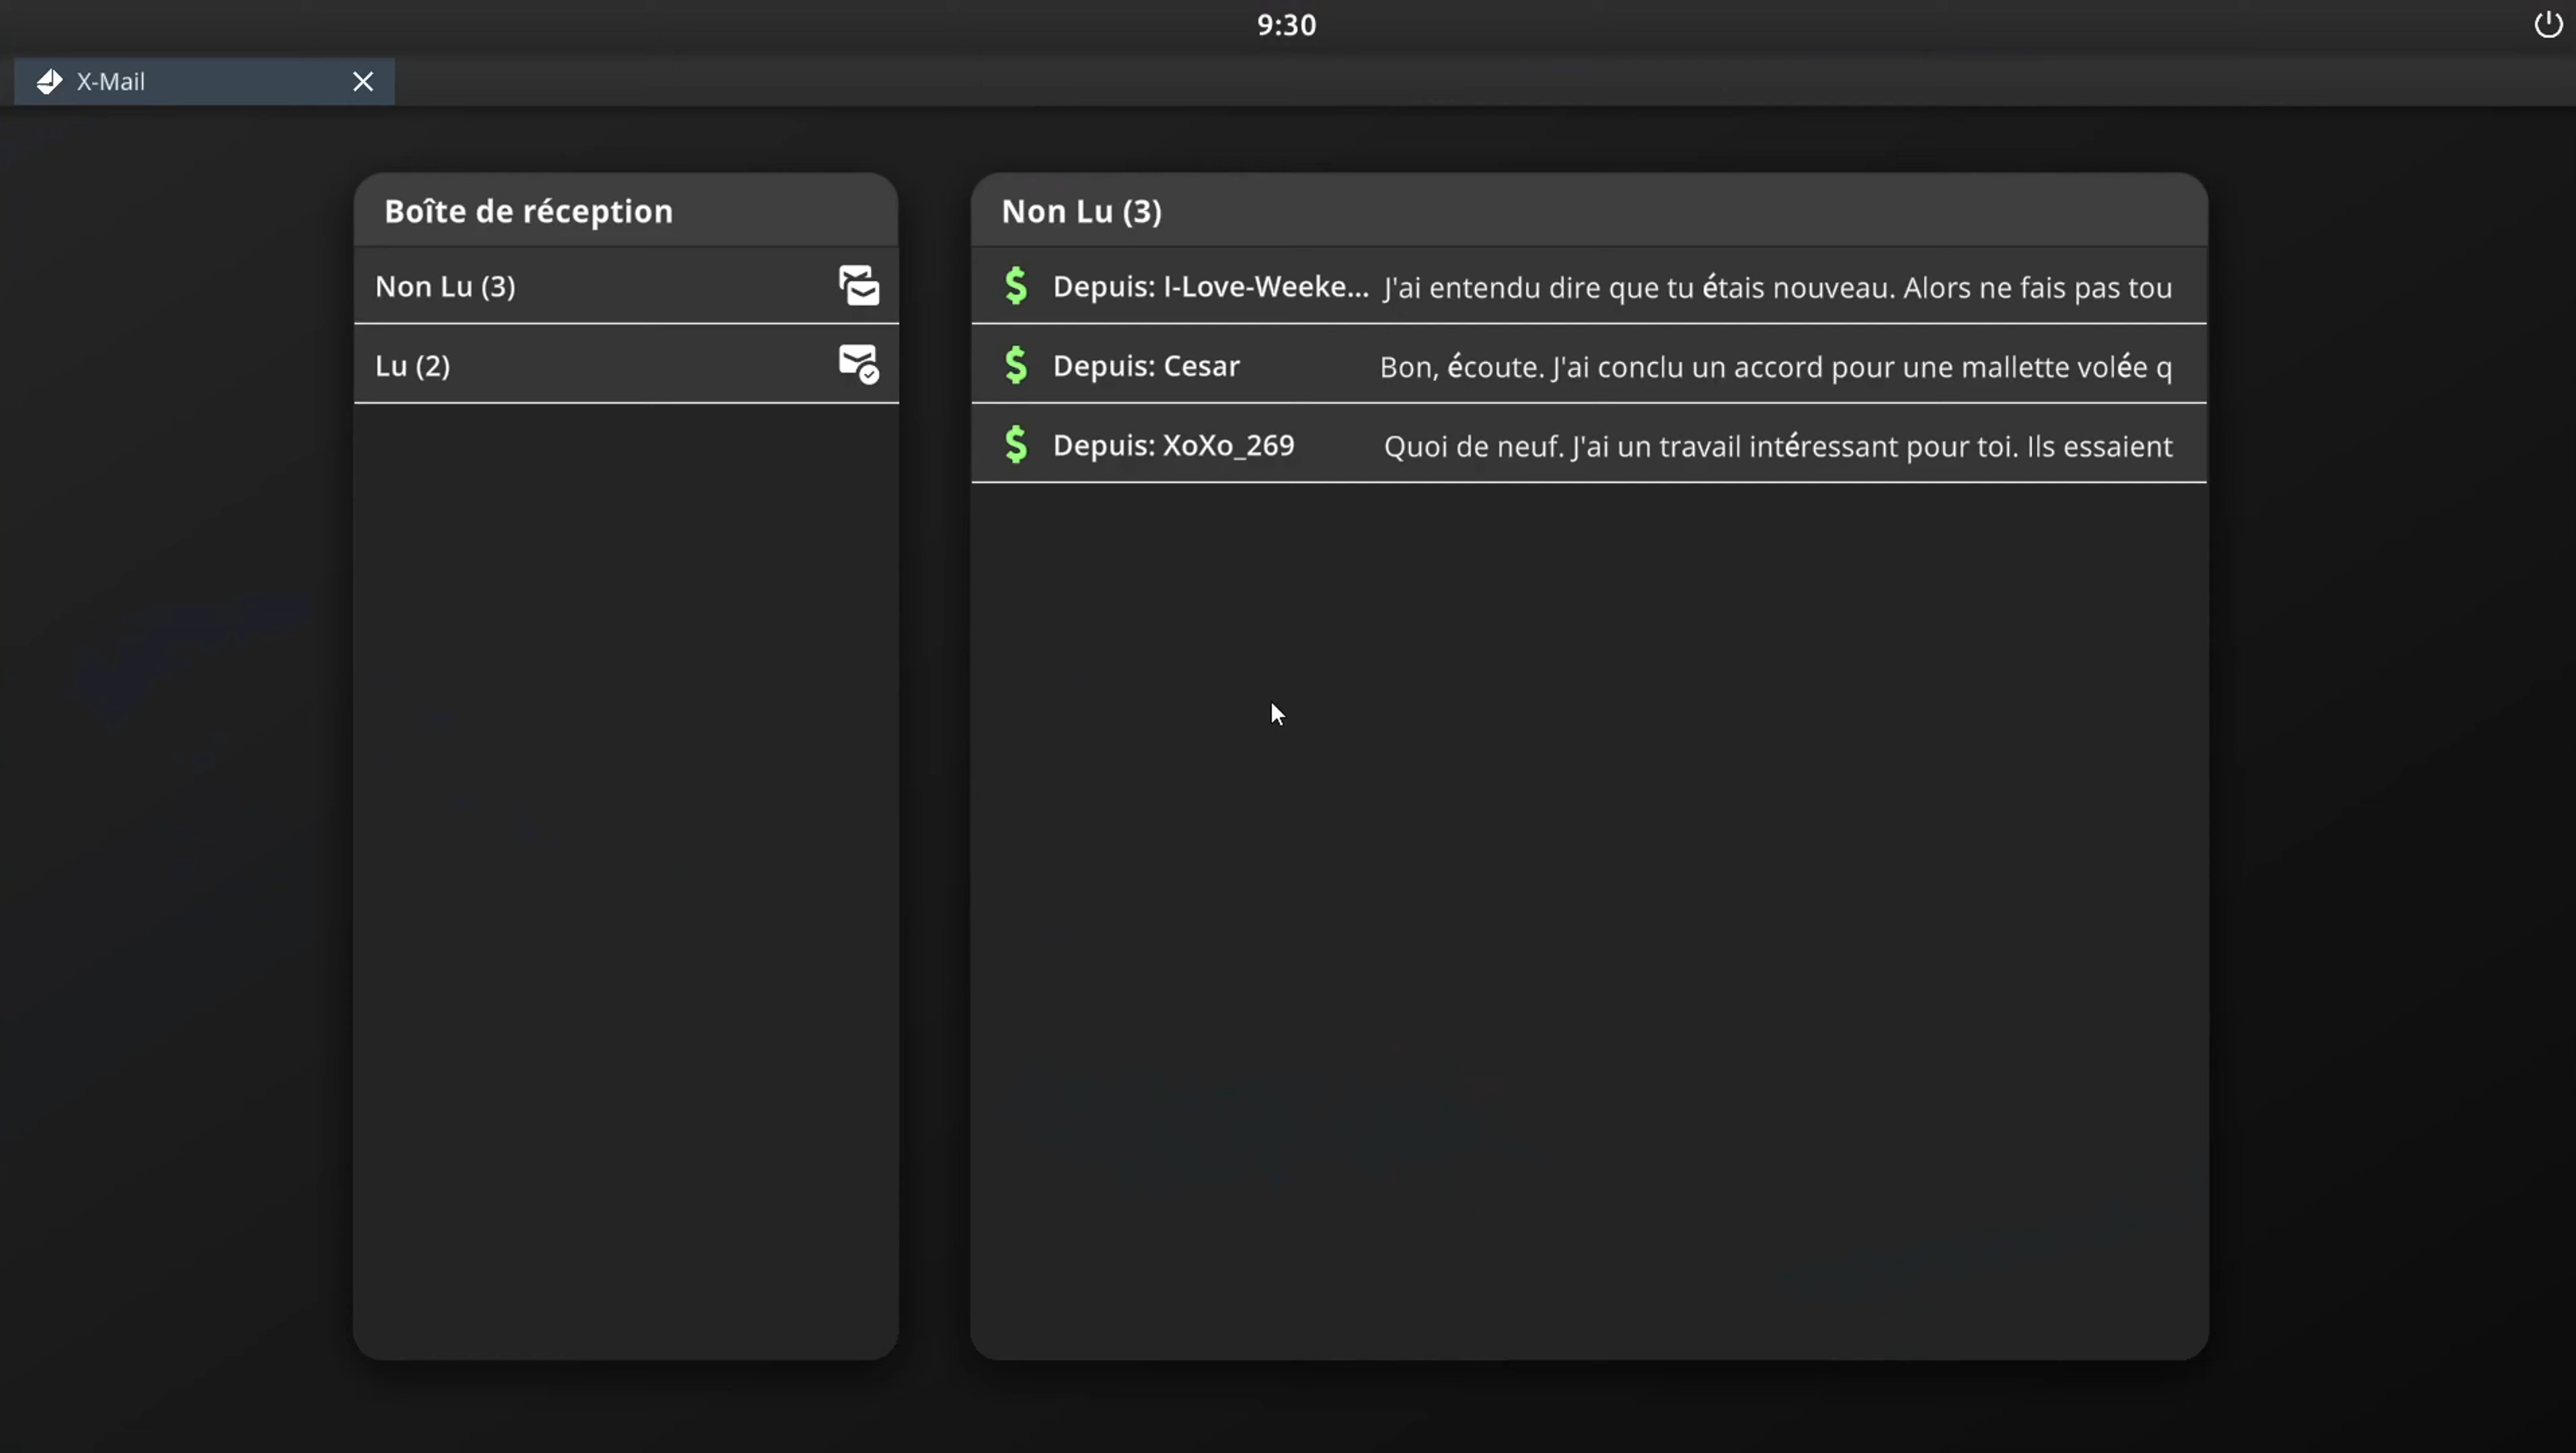 9:30
X-Mail
Boîte de réception
Non Lu (3)
Lu (2)
Non Lu (3)
Depuis: I-Love-Weeke... J'ai entendu dire que tu étais nouveau. Alors ne fais pas tou
Depuis: Cesar Bon, écoute. J'ai conclu un accord pour une mallette volée q
Depuis: XoXo_269 Quoi de neuf. J'ai un travail intéressant pour toi. Ils essaient